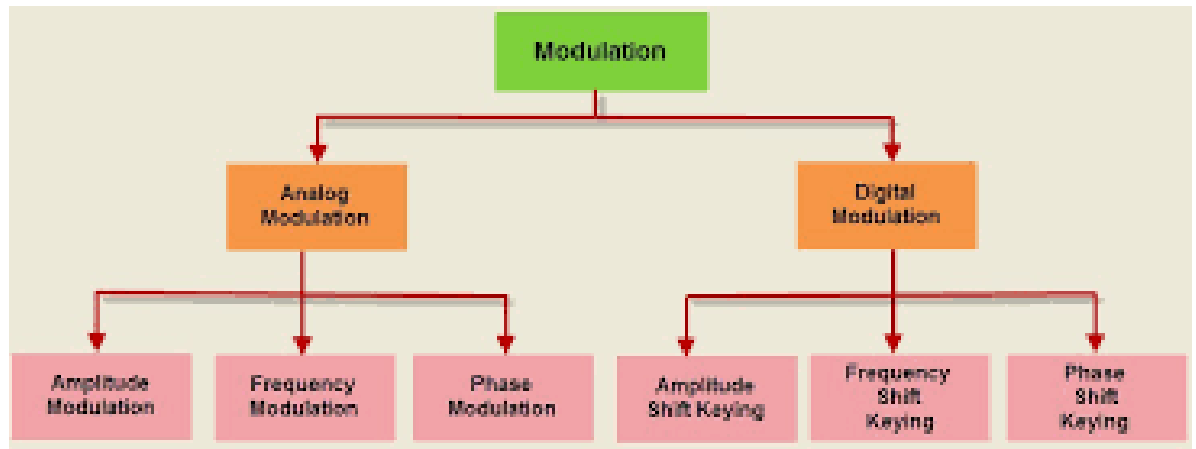 Modulation
Analog
Modulation
Digital
Modulation
Amplitude
Modulation
Frequency
Modulation
Phase
Modulation
Amplitude
Shift Keying
Frequency
Shift
Keying
Phase
Shift
Keying